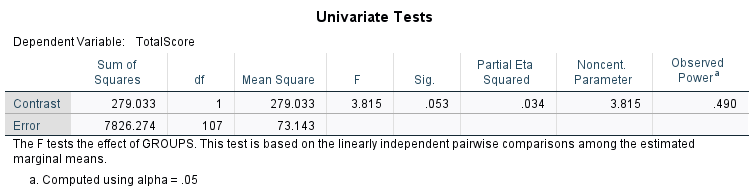 Univariate Tests
Dependent Variable: TotalScore
Sum of Squares df Mean Square F Sig. Partial Eta Squared Noncent. Parameter Observed Power a
Contrast 279.033 1 279.033 3.815 .053 .034 3.815 .490
Error 7826.274 107 73.143
The F tests the effect of GROUPS. This test is based on the linearly independent pairwise comparisons among the estimated
marginal means.
a. Computed using alpha = .05